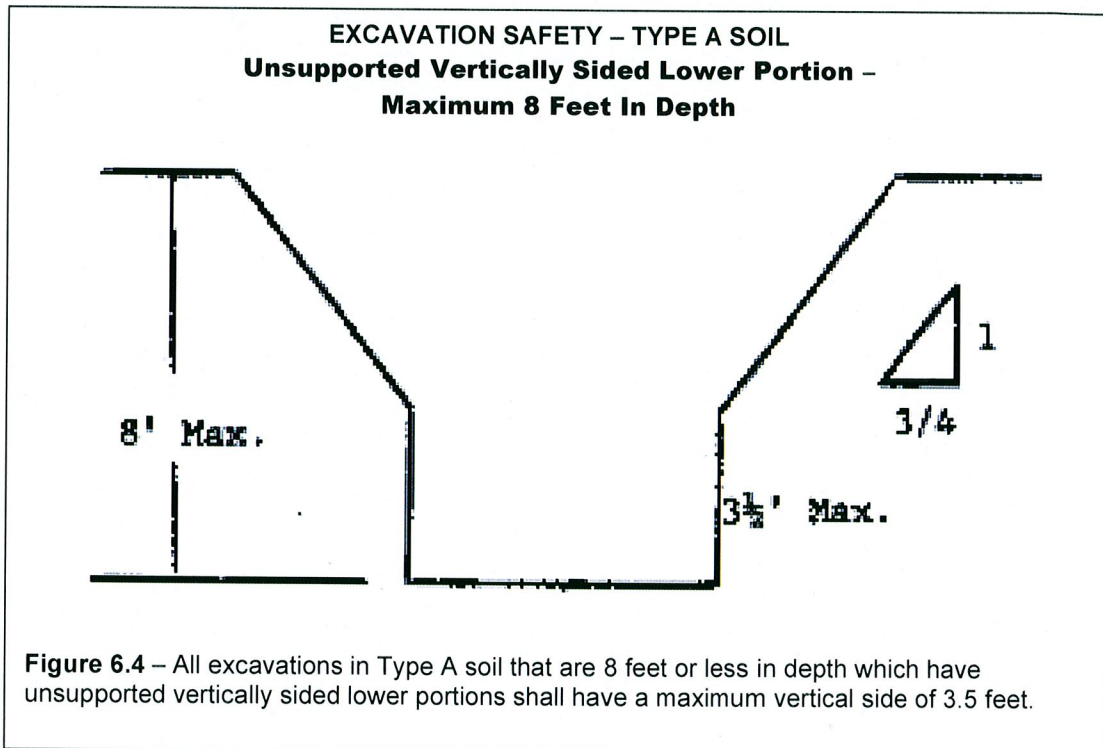 EXCAVATION SAFETY – TYPE A SOIL
Unsupported Vertically Sided Lower Portion –
Maximum 8 Feet In Depth
1
3/4
8' Max.
3½' Max.
Figure 6.4 – All excavations in Type A soil that are 8 feet or less in depth which have
unsupported vertically sided lower portions shall have a maximum vertical side of 3.5 feet.